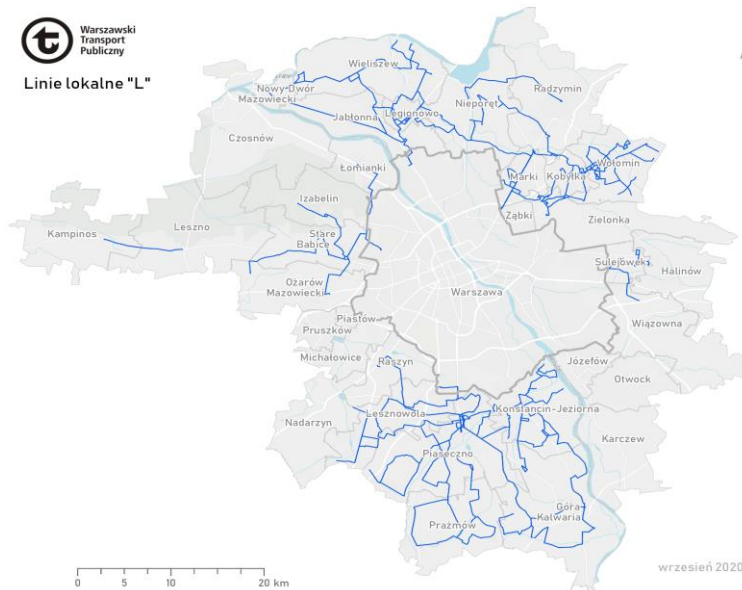 Warszawski
Transport
Publiczny
Linie lokalne "L"
Wieliszew
Nowy Dwór
Mazowiecki
Jabłonna
Legionowo
Nieporęt
Radzymin
Czosnów
Łomianki
Marki
Kobyłka
Wołomin
Ząbki
Zielonka
Izabelin
Kampinos
Leszno
Stare
Babice
Sulejówek
Halinów
Ożarów
Mazowiecki
Warszawa
Wiązowna
Piastów
Pruszków
Michałowice
Raszyn
Józefów
Otwock
Lesznowola
Konstancin-Jeziorna
Nadarzyn
Karczew
Piaseczno
Góra
Kalwaria
Prażmów
wrzesień 2020
0 5 10 20 km